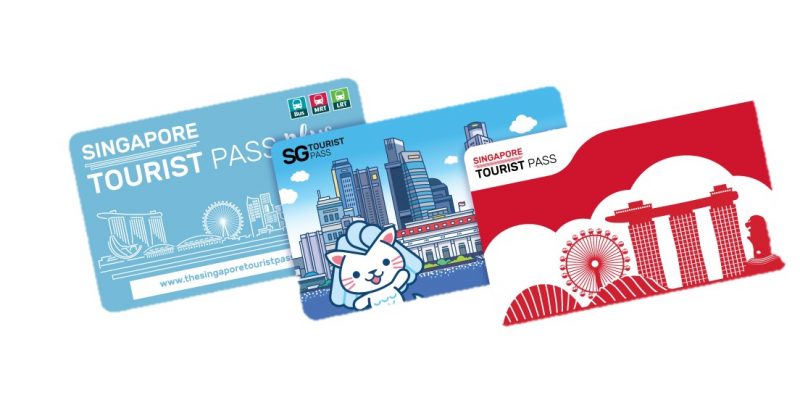 SINGAPORE
TOURIST PASS plus
Bus MRT LRT
www.thesingaporetouristpass
SG TOURIST
PASS
SINGAPORE
TOURIST PASS